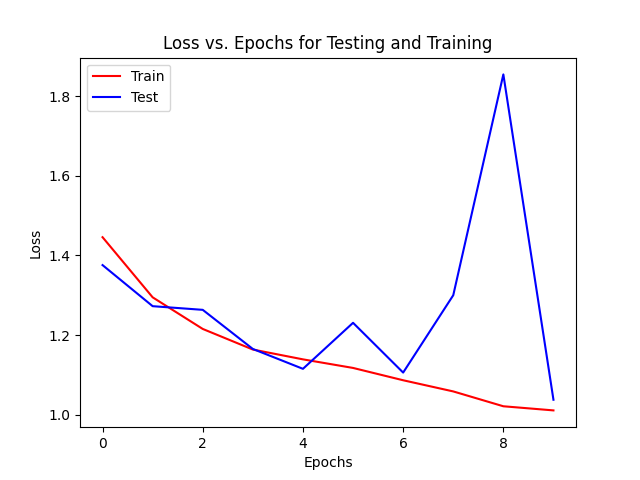 Loss vs. Epochs for Testing and Training
Train
Test
1.8
1.6
1.4
1.2
1.0
Loss
0 2 4 6 8
Epochs